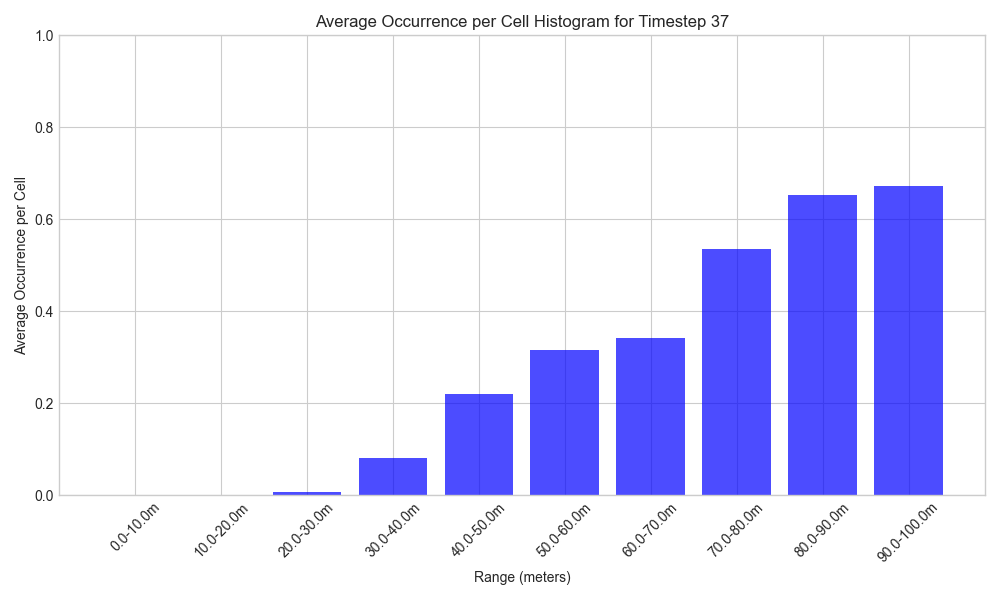 Average Occurrence per Cell Histogram for Timestep 37
1.0
0.8
0.6
0.4
0.2
0.0
Average Occurrence per Cell
0.0-10.0m
10.0-20.0m
20.0-30.0m
30.0-40.0m
40.0-50.0m
50.0-60.0m
60.0-70.0m
70.0-80.0m
80.0-90.0m
90.0-100.0m
Range (meters)